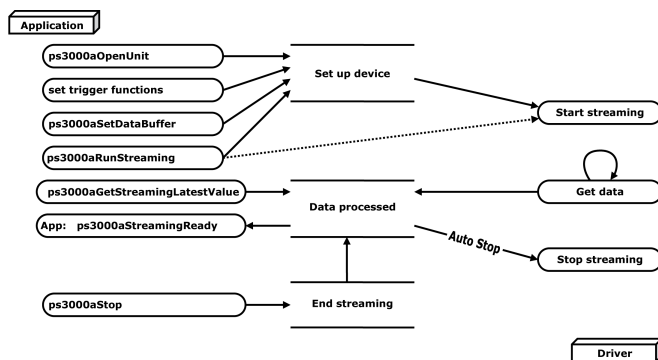 Application
ps3000aOpenUnit
set trigger functions
ps3000aSetDataBuffer
ps3000aRunStreaming
Set up device
Start streaming
ps3000aGetStreamingLatestValue
App: ps3000aStreamingReady
Data processed
Get data
Auto Stop
Stop streaming
ps3000aStop
End streaming
Driver